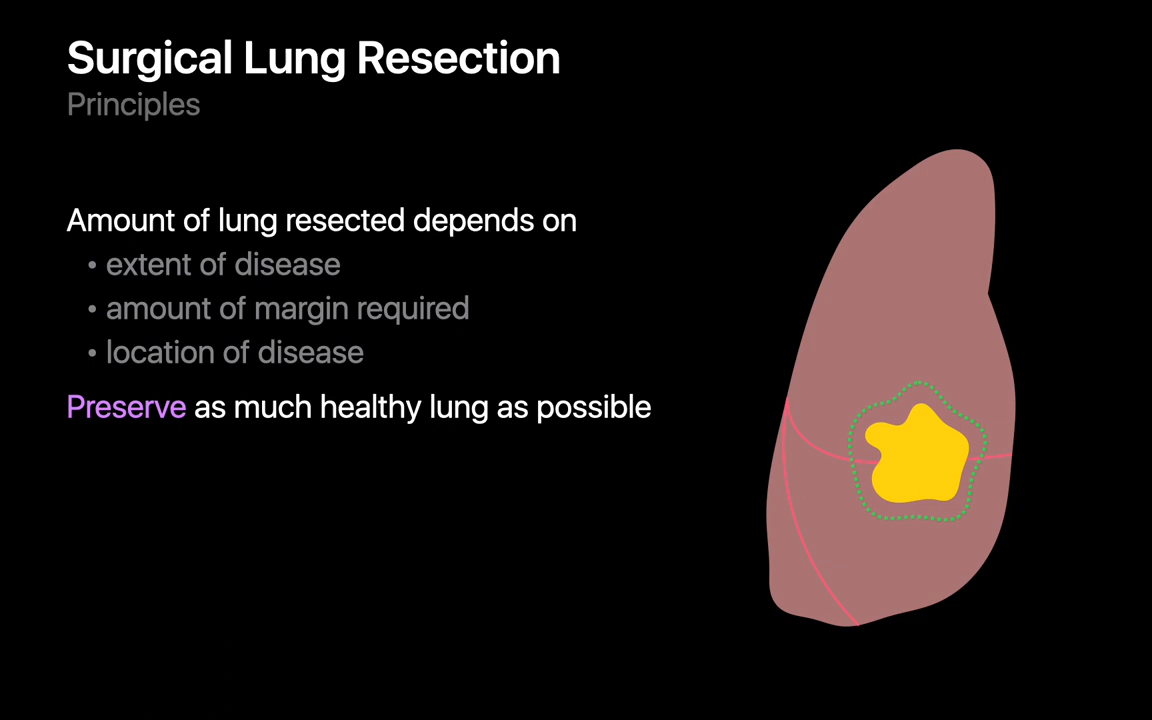 Surgical Lung Resection
Principles
Amount of lung resected depends on
• extent of disease
• amount of margin required
• location of disease
Preserve as much healthy lung as possible